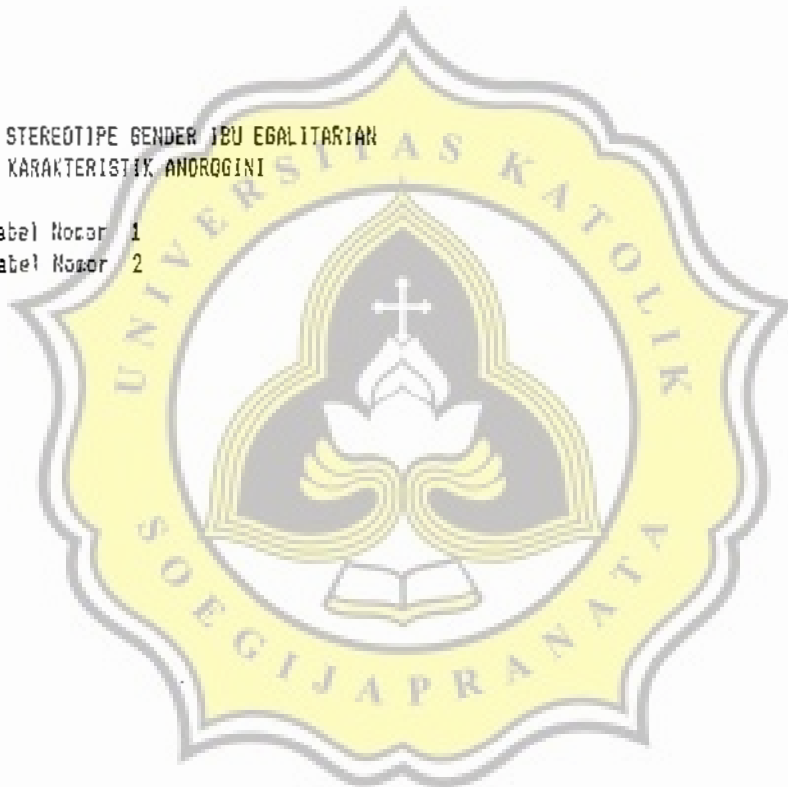 STEREOTIPE GENDER IBU EGALITARIAN
KARAKTERISTIK ANDROGINI
abel Nomor 1
abel Nomor 2
UNIVERSITAS KATOLIK
SOEGIJAPRANATA